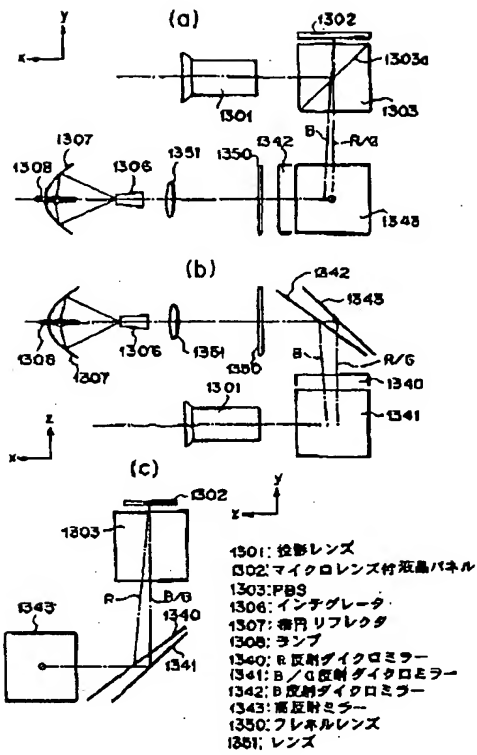 (a)
y
x
1302
1303a
1301
1303
B
R/G
1307
1308
1306
1351
1350
1342
1343
(b)
1342
1343
B
R/G
1308
1307
1306
1351
1350
1340
1341
1301
z
x
(c)
1302
1303
y
z
R
B/G
1343
1340
1341
1301: 投影レンズ
1302: マイクロレンズ付液晶パネル
1303: PBS
1306: インテグレータ
1307: 楕円リフレクタ
1308: ランプ
1340: R反射ダイクロミラー
1341: B/G反射ダイクロミラー
1342: B反射ダイクロミラー
1343: 高反射ミラー
1350: フレネルレンズ
1351: レンズ